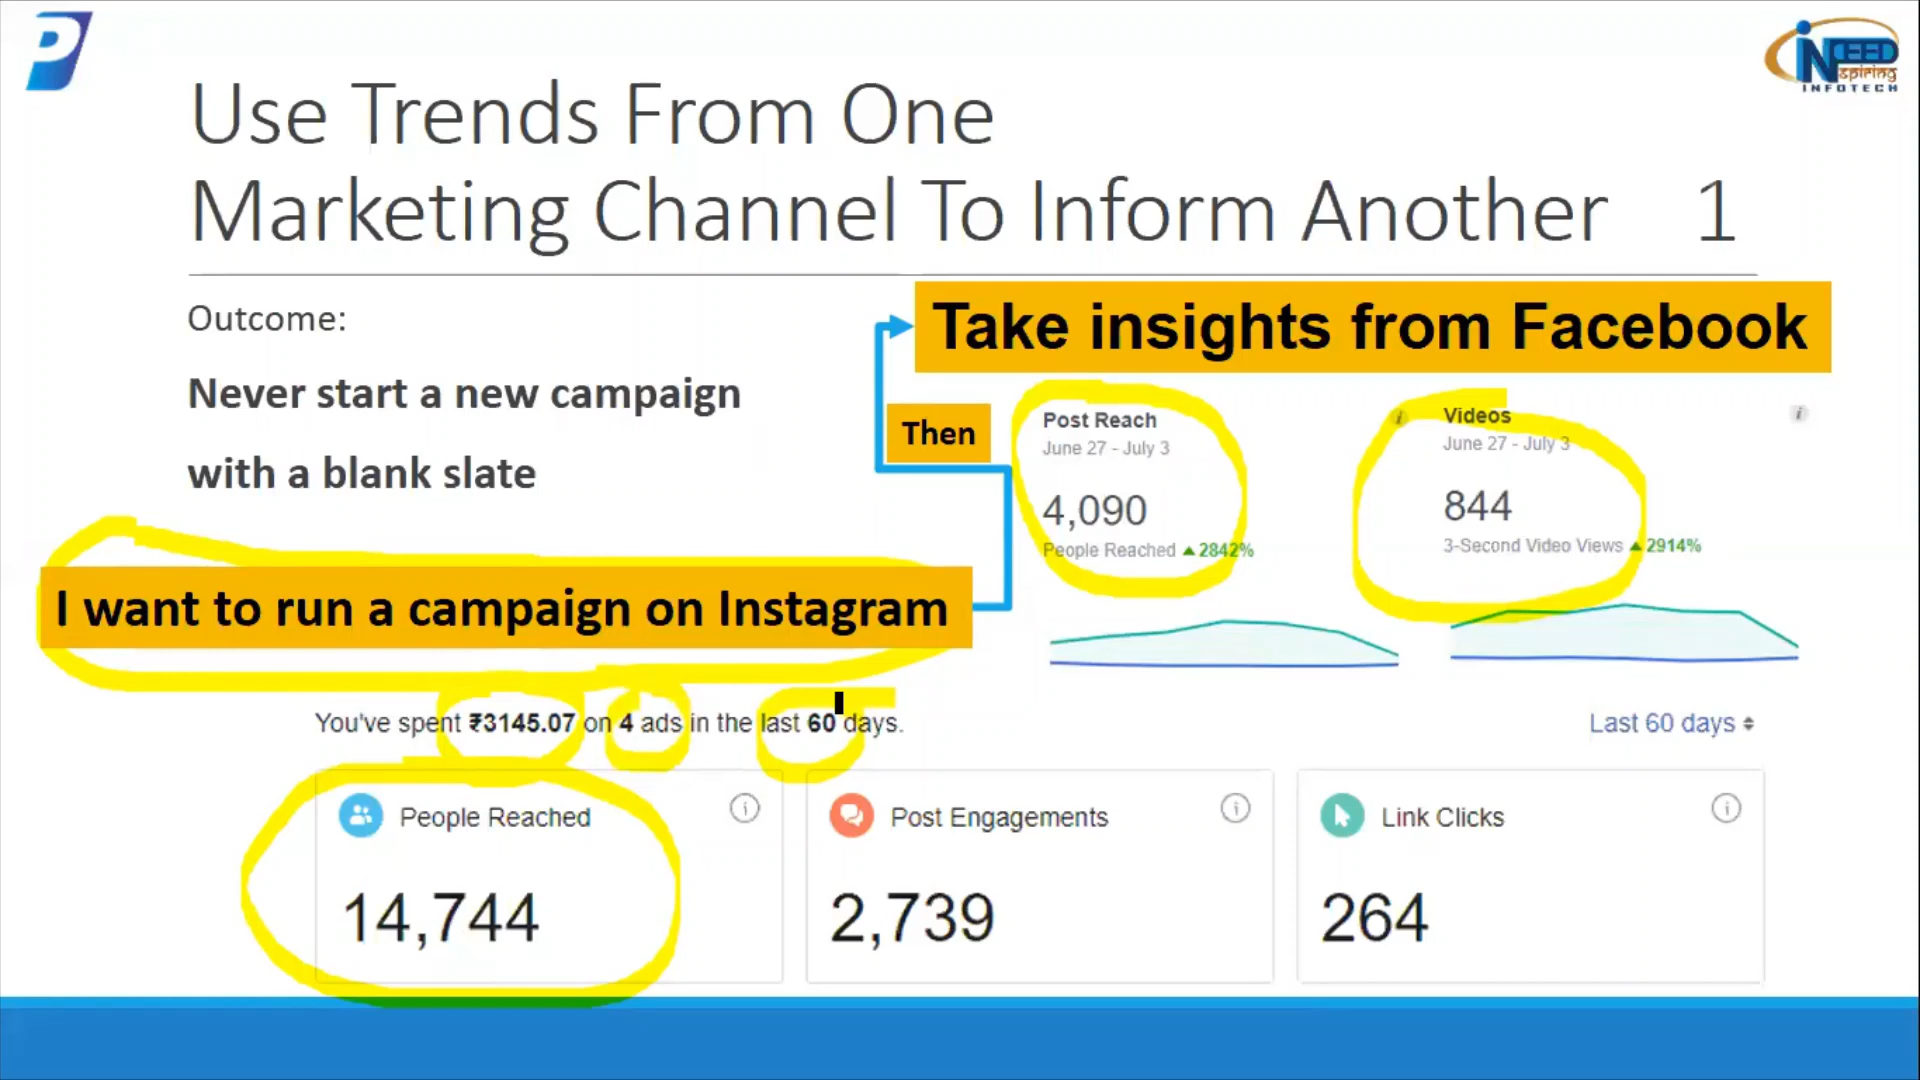 P
iNEED
nspiring
INFOTECH
Use Trends From One
Marketing Channel To Inform Another 1
Outcome:
Never start a new campaign
with a blank slate
Take insights from Facebook
Then
I want to run a campaign on Instagram
Post Reach
June 27 - July 3
4,090
People Reached ▲2842%
Videos
June 27 - July 3
844
3-Second Video Views ▲2914%
You've spent ₹3145.07 on 4 ads in the last 60 days.
Last 60 days
People Reached
14,744
Post Engagements
2,739
Link Clicks
264